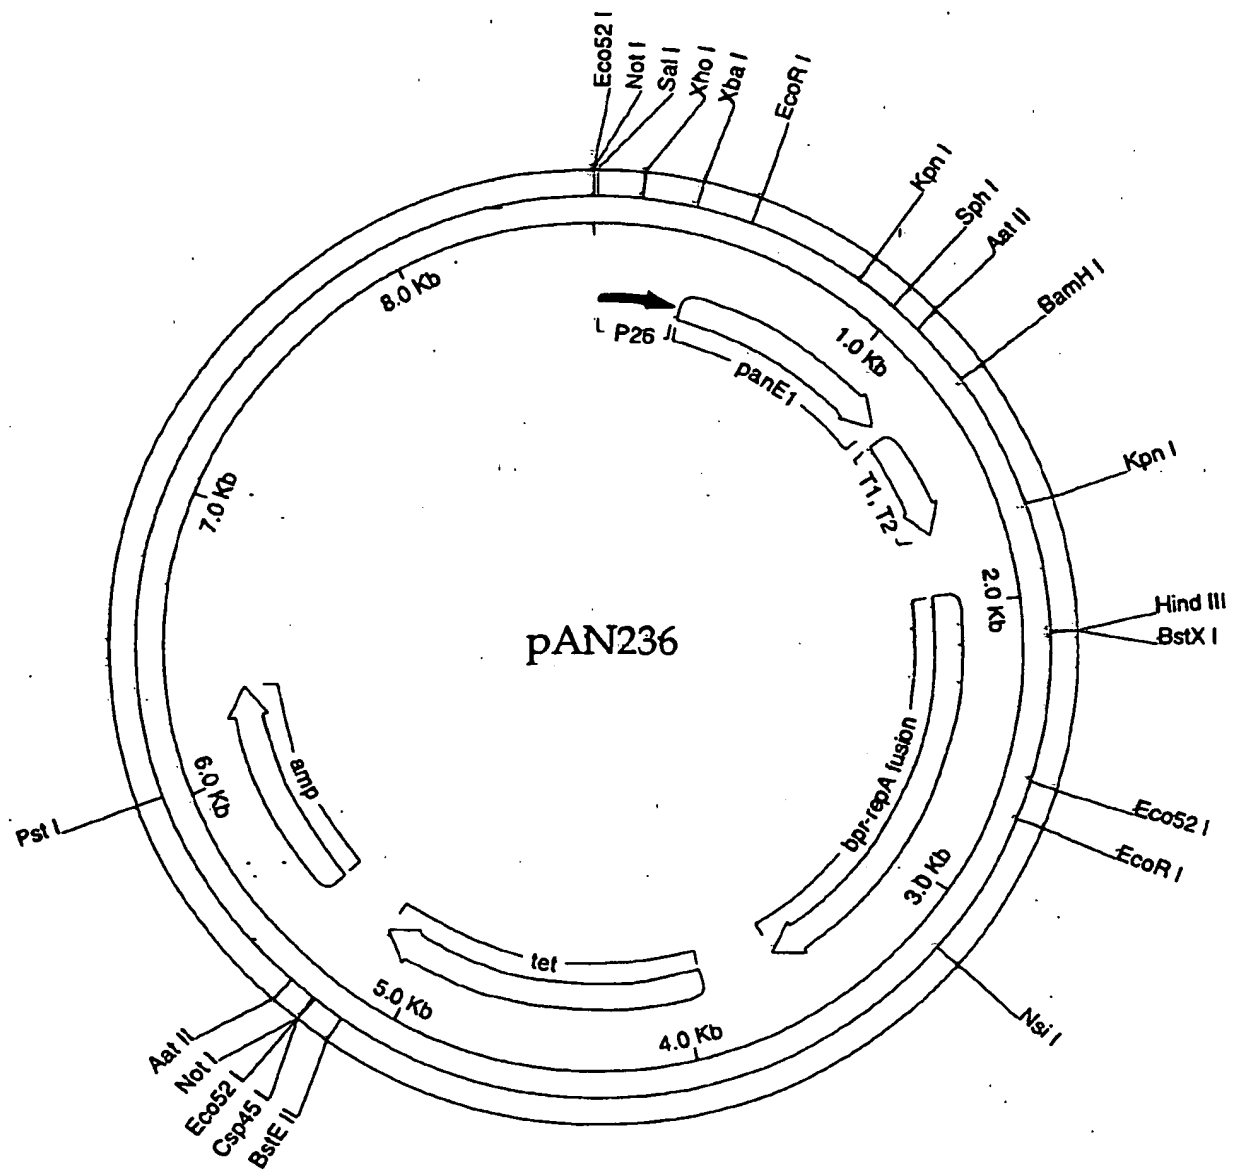 Eco52 I
Not I
Sal I
Xho I
Xba I
EcoR I
Kpn I
Sph I
Aat II
BamH I
Kpn I
Hind III
BstX I
Eco52 I
EcoR I
Nsi I
BstE II
Csp45 I
Eco52 I
Not I
Aat II
Pst I
1.0 Kb
2.0 Kb
3.0 Kb
4.0 Kb
5.0 Kb
6.0 Kb
7.0 Kb
8.0 Kb
P26
panE1
T1, T2
bpr-repA fusion
tet
amp
pAN236